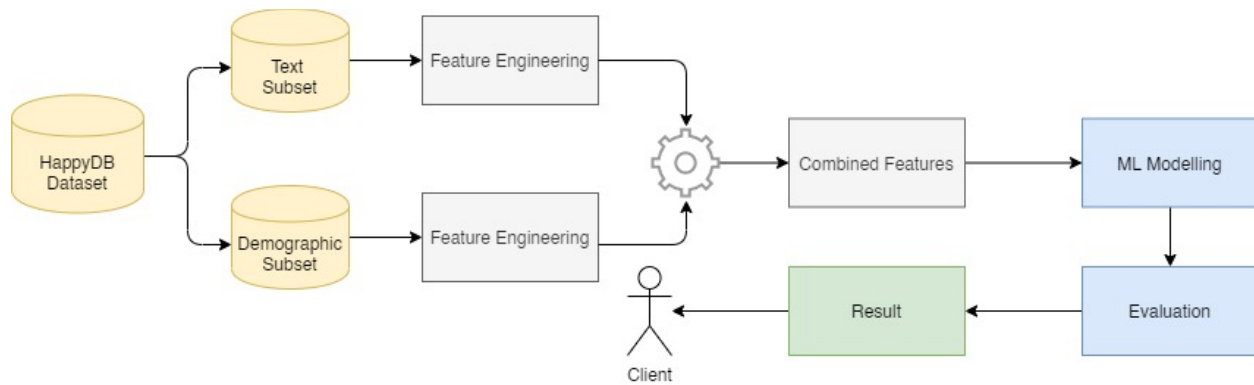 Text
Subset
Feature Engineering
HappyDB
Dataset
Combined Features
ML Modelling
Demographic
Subset
Feature Engineering
Result
Evaluation
Client